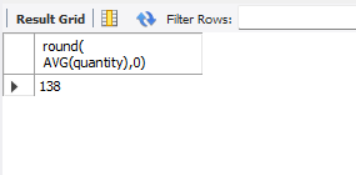 Result Grid Filter Rows:
round(
AVG(quantity),0)
138